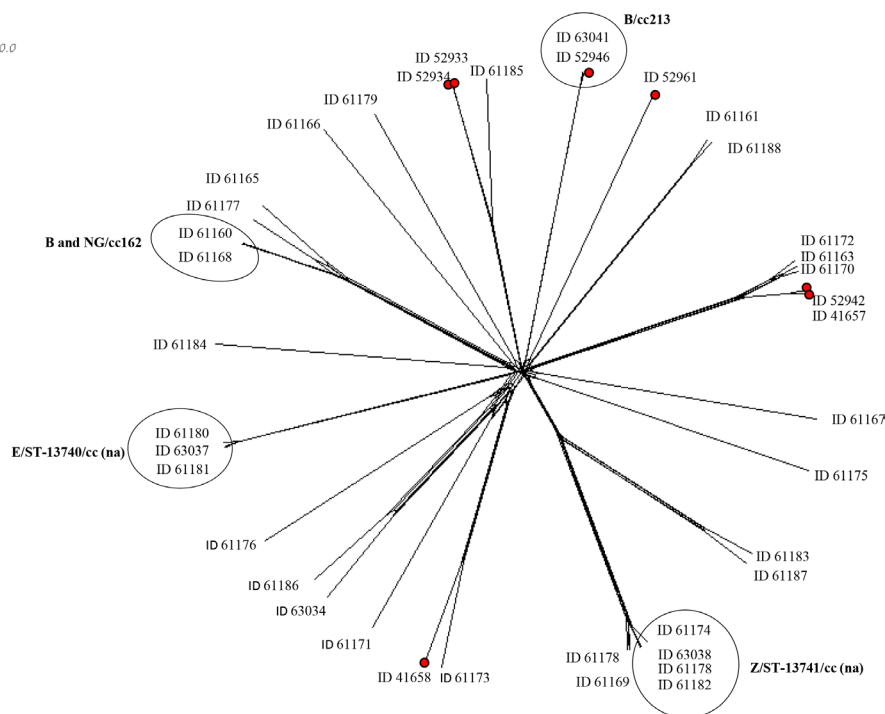 B/cc213
ID 63041
ID 52946
0.0
ID 52933
ID 52934
ID 61185
ID 52961
ID 61179
ID 61166
ID 61161
ID 61188
ID 61165
ID 61177
B and NG/cc162
ID 61160
ID 61168
ID 61172
ID 61163
ID 61170
ID 52942
ID 41657
ID 61184
ID 61167
E/ST-13740/cc (na)
ID 61180
ID 63037
ID 61181
ID 61175
ID 61176
ID 61183
ID 61187
ID 61186
ID 63034
ID 61171
ID 41658
ID 61173
ID 61178
ID 61169
ID 61174
ID 63038
ID 61178
ID 61182
Z/ST-13741/cc (na)